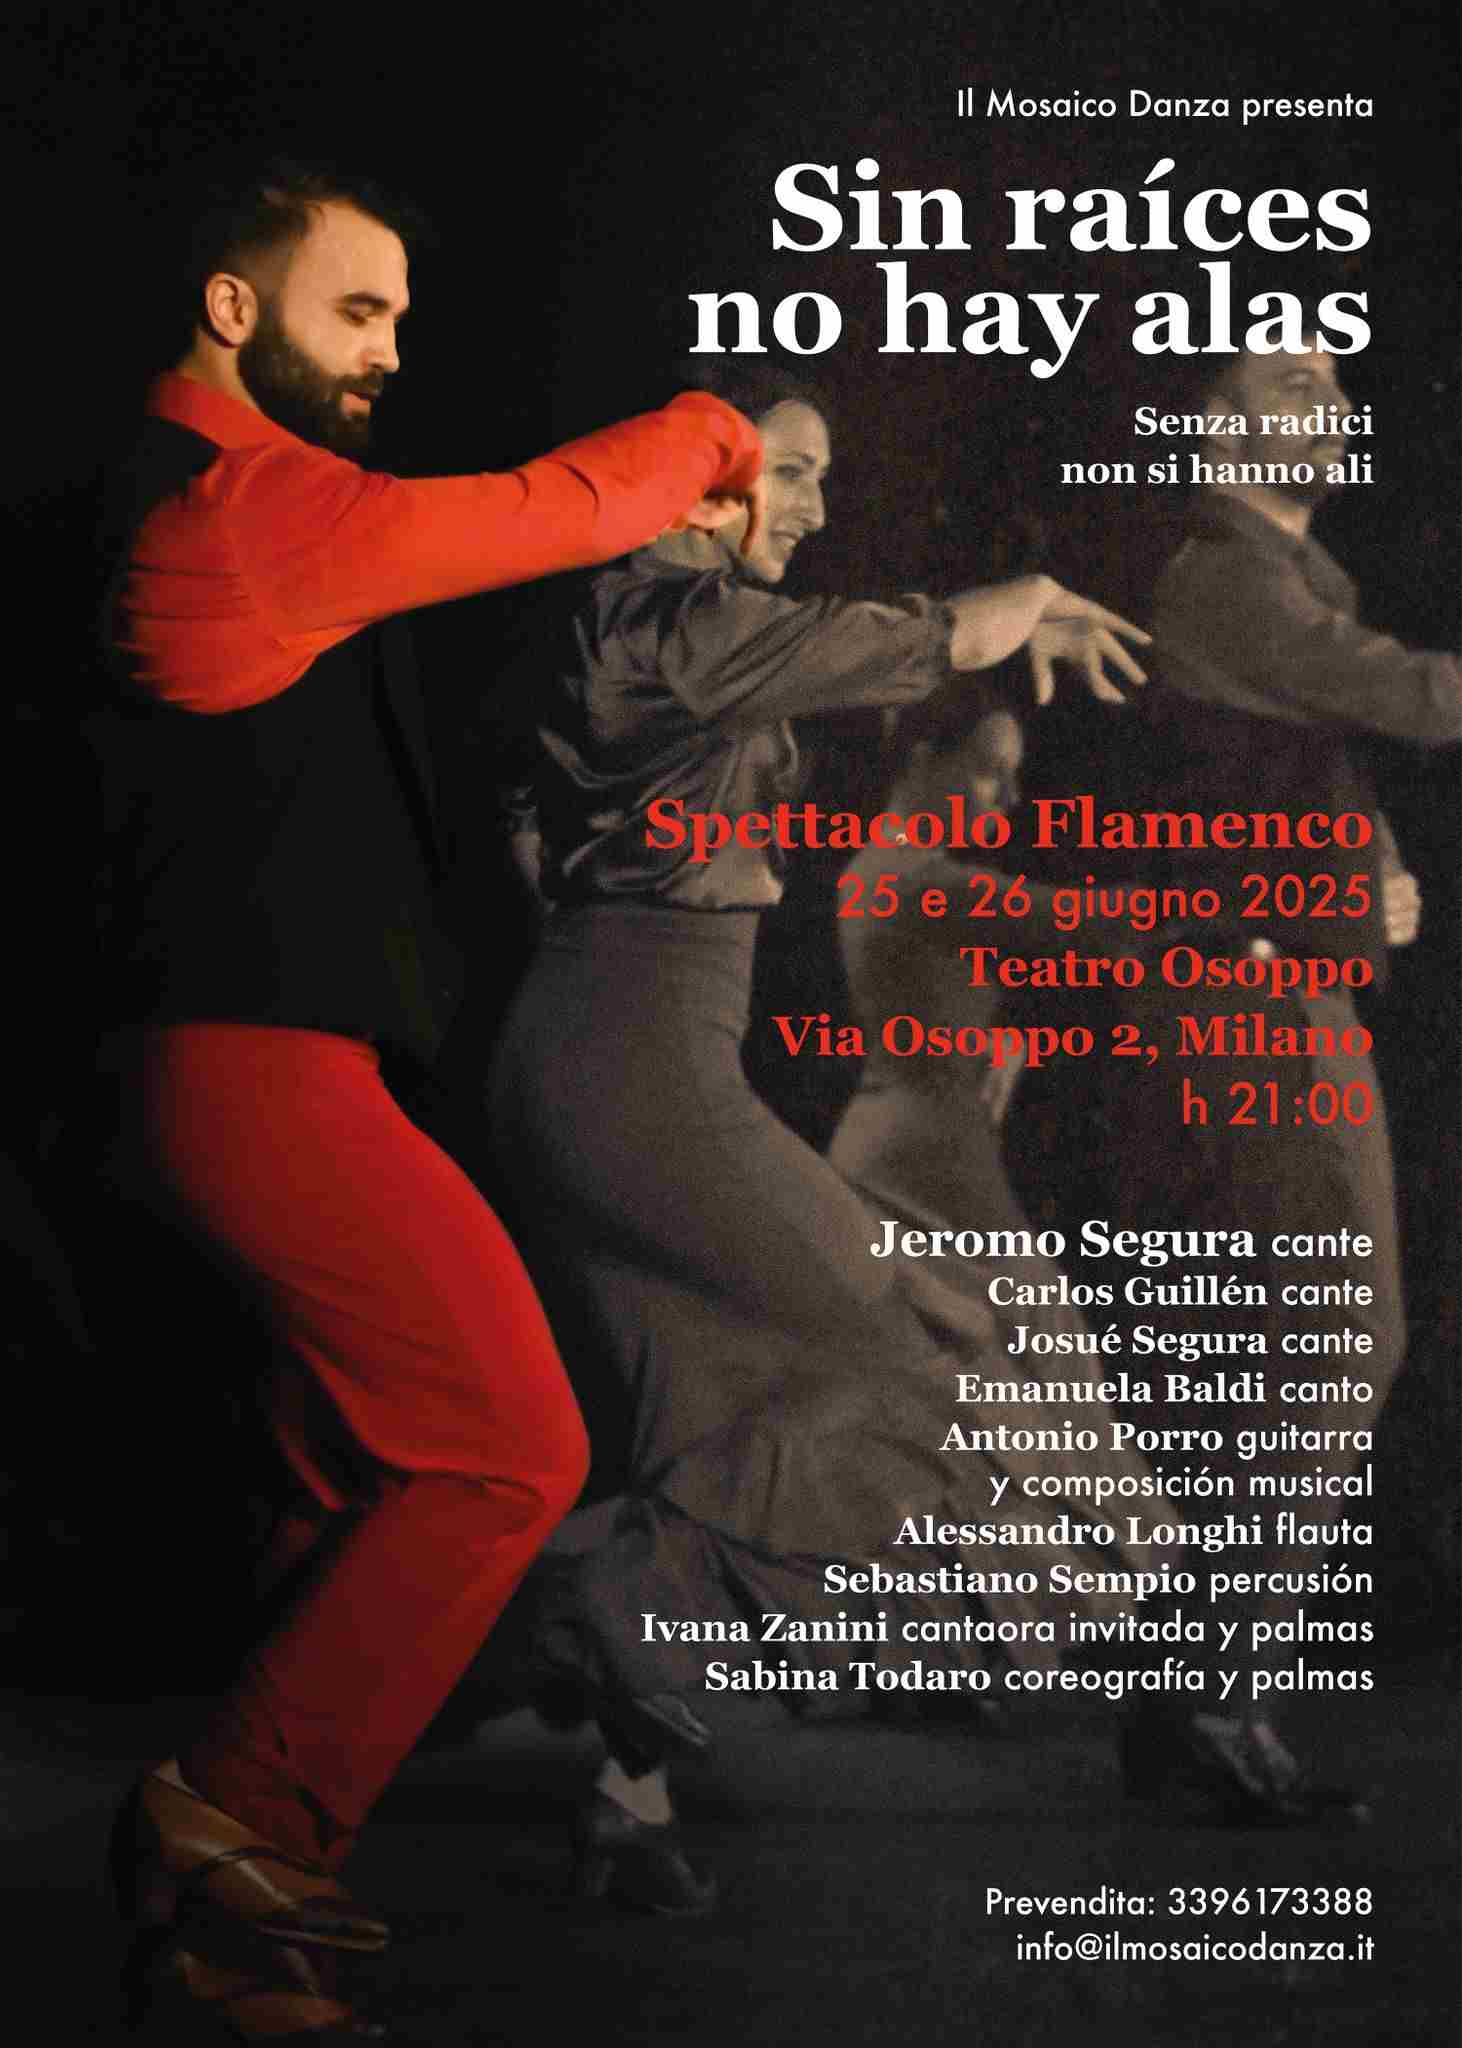 Il Mosaico Danza presenta
Sin raíces
no hay alas
Senza radici
non si hanno ali
Spettacolo Flamenco
25 e 26 giugno 2025
Teatro Osoppo
Via Osoppo 2, Milano
h 21:00
Jeromo Segura cante
Carlos Guillén cante
Josué Segura cante
Emanuela Baldi canto
Antonio Porro guitarra
y composición musical
Alessandro Longhi flauta
Sebastiano Sempio percusión
Ivana Zanini cantaora invitada y palmas
Sabina Todaro coreografía y palmas
Prevendita: 3396173388
info@ilmosaicodanza.it